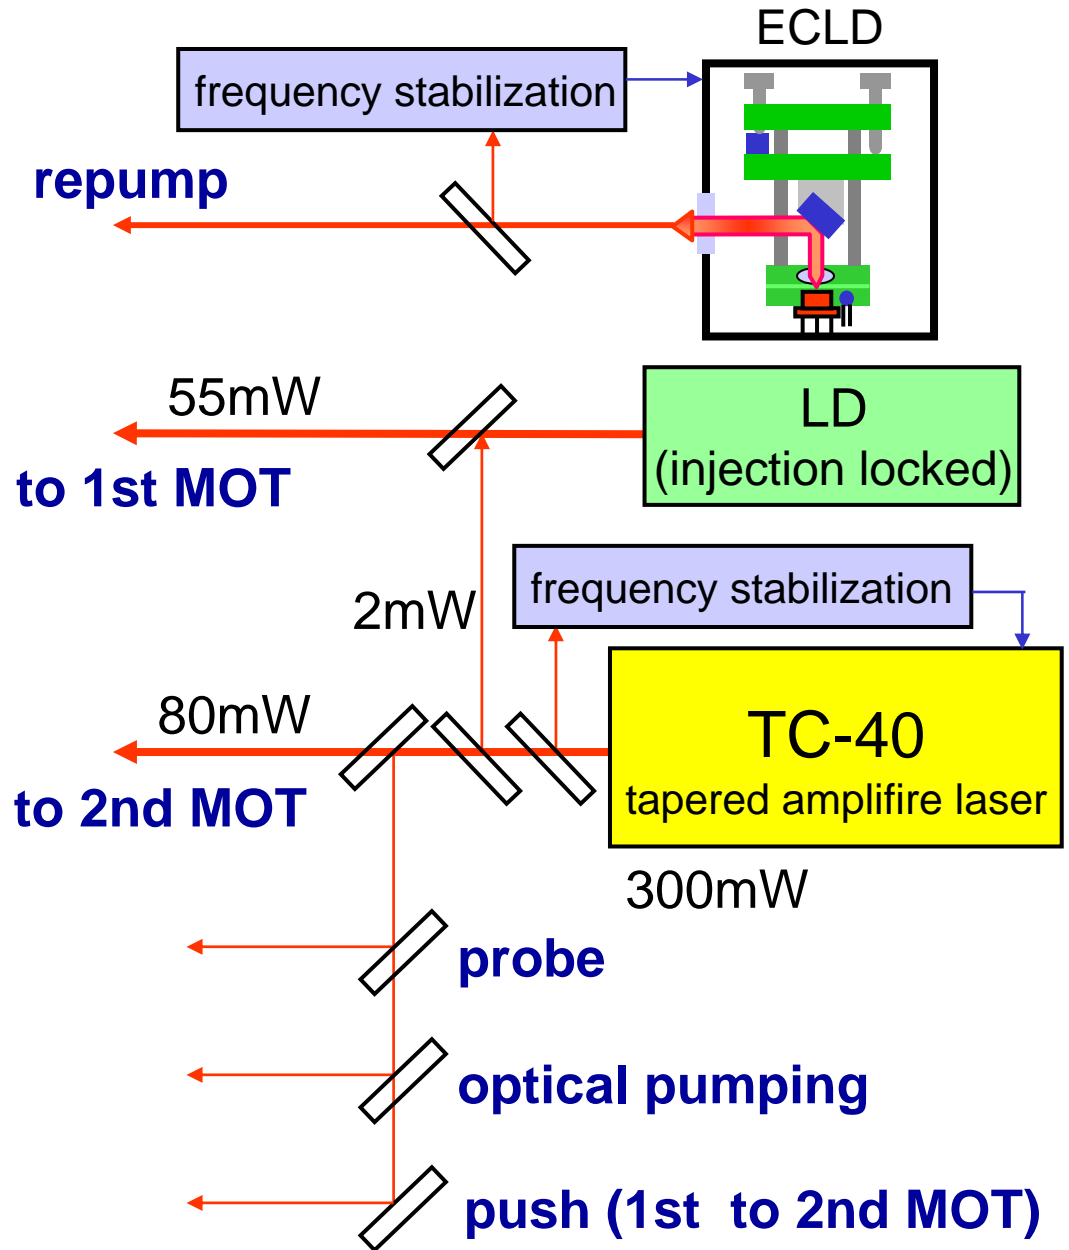 ECLD
frequency stabilization
repump
55mW
LD
(injection locked)
to 1st MOT
frequency stabilization
2mW
80mW
TC-40
tapered amplifire laser
to 2nd MOT
300mW
probe
optical pumping
push (1st  to 2nd MOT)